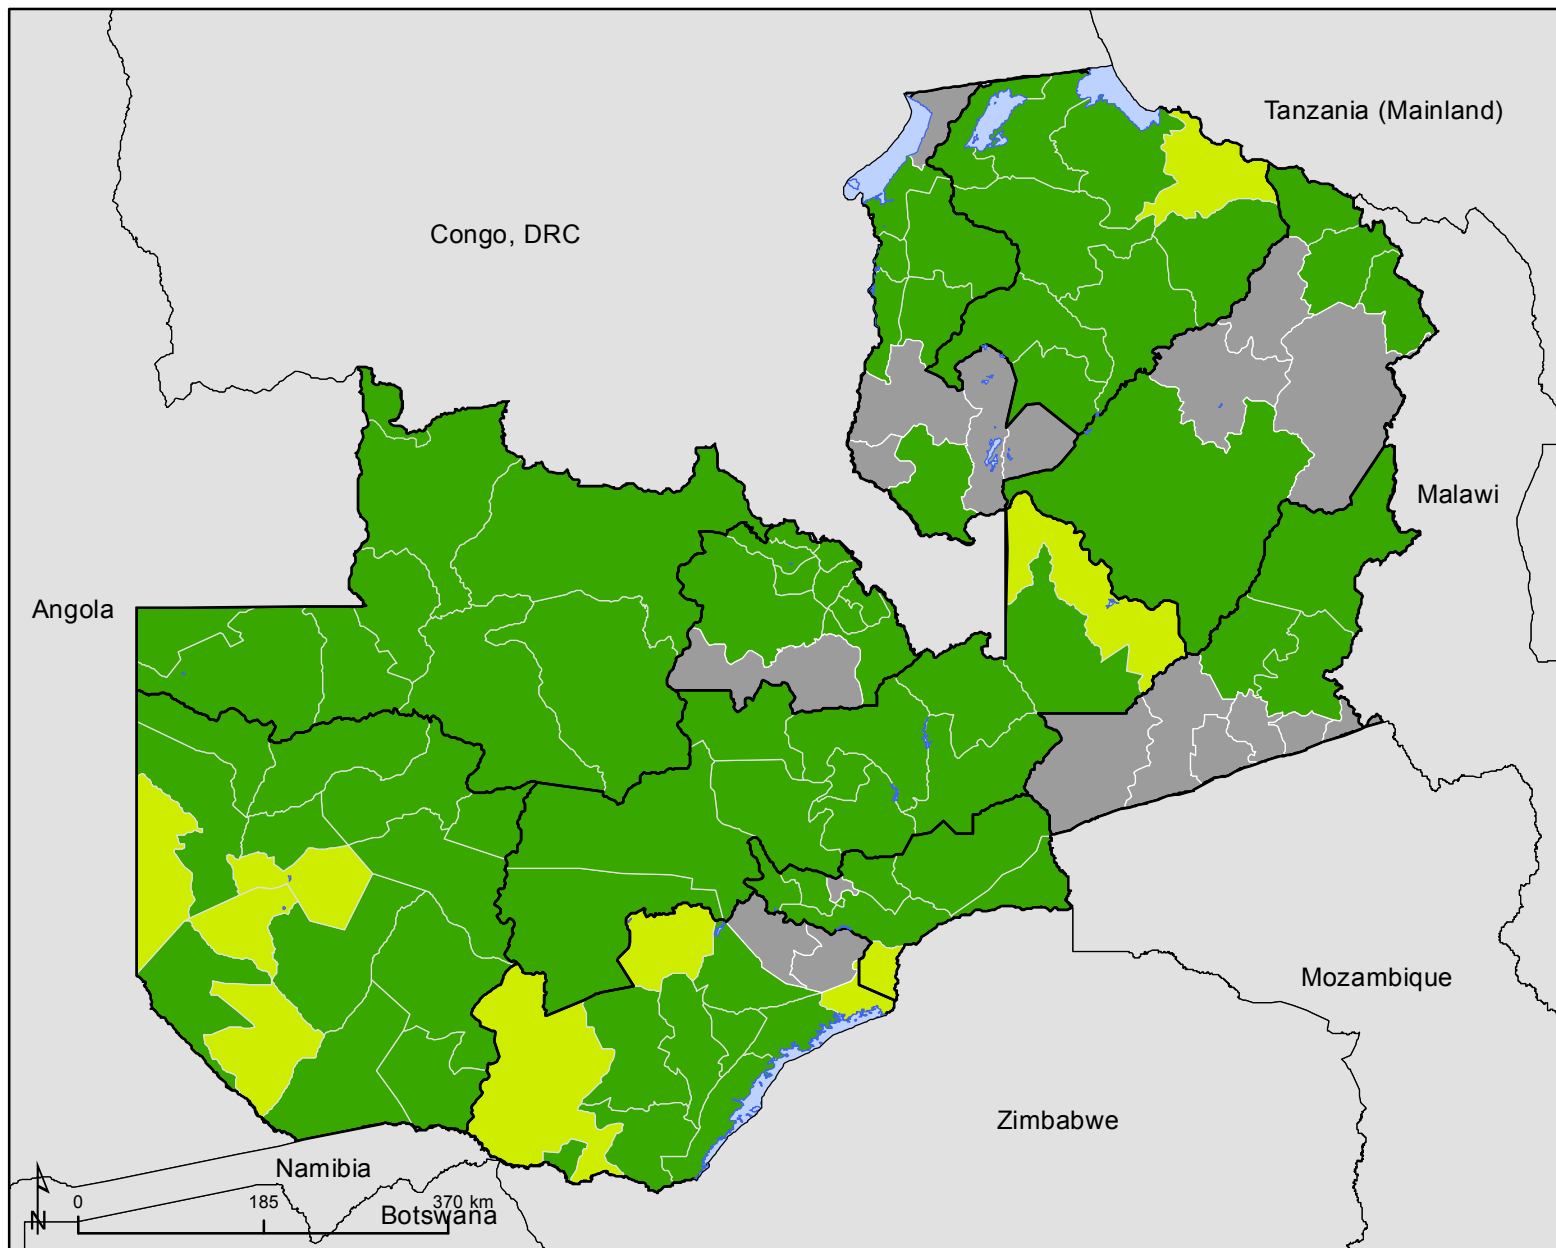 Tanzania (Mainland)
Congo, DRC
Malawi
Angola
Mozambique
Zimbabwe
Namibia
0 185 370 km
N
Botswana